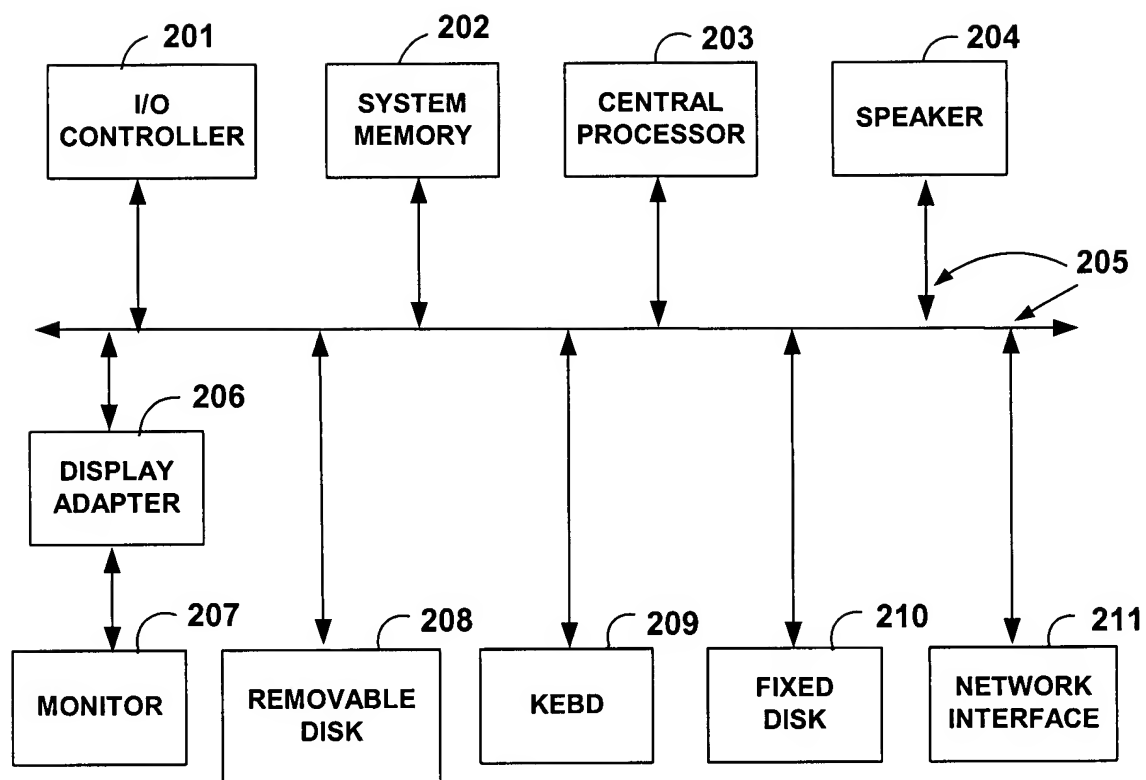 201
202
203
204
I/O
CONTROLLER
SYSTEM
MEMORY
CENTRAL
PROCESSOR
SPEAKER
205
206
DISPLAY
ADAPTER
207
208
209
210
211
MONITOR
REMOVABLE
DISK
KEBD
FIXED
DISK
NETWORK
INTERFACE